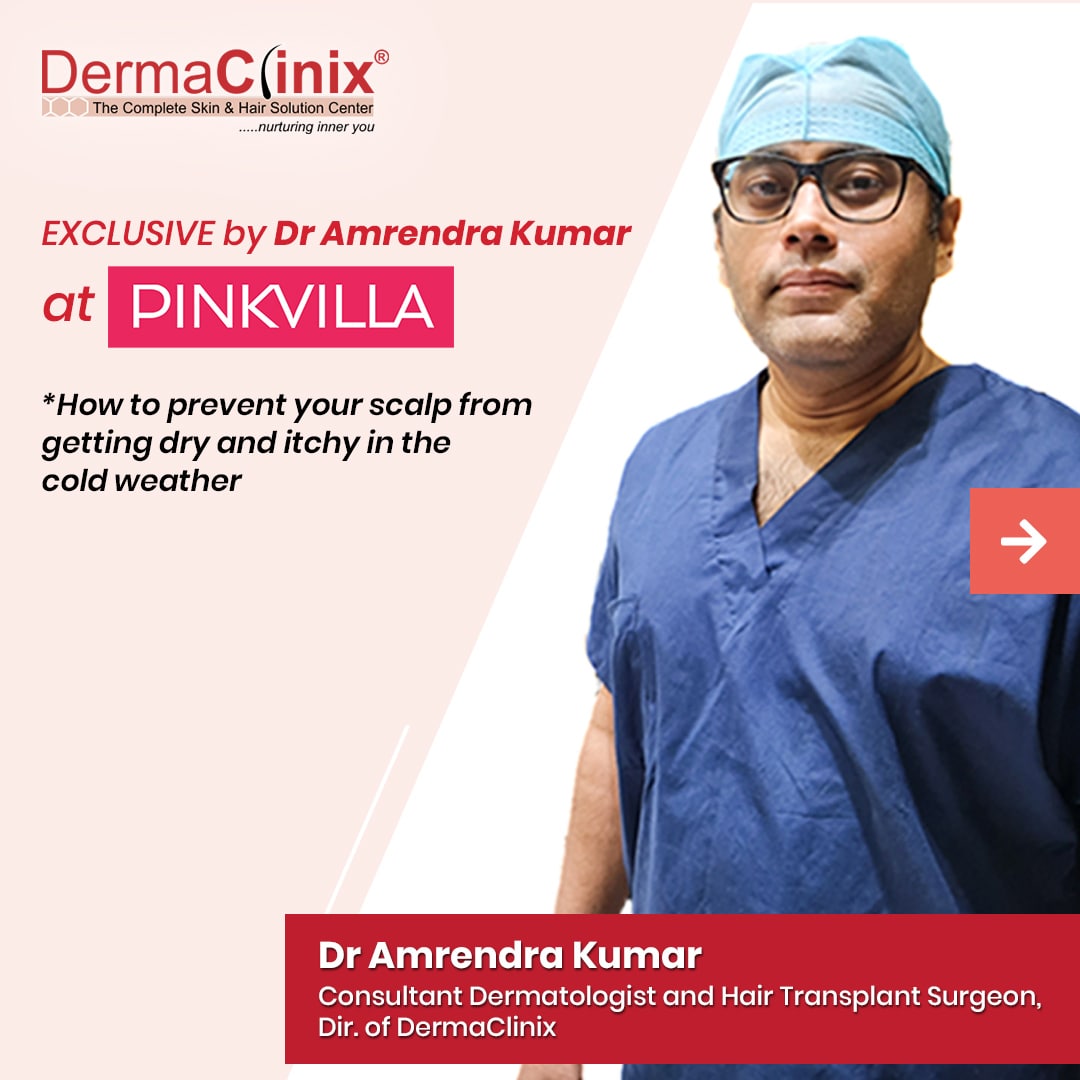 DermaClinix®
The Complete Skin & Hair Solution Center
.....nurturing inner you
EXCLUSIVE by Dr Amrendra Kumar
at PINKVILLA
*How to prevent your scalp from
getting dry and itchy in the
cold weather
Dr Amrendra Kumar
Consultant Dermatologist and Hair Transplant Surgeon,
Dir. of DermaClinix